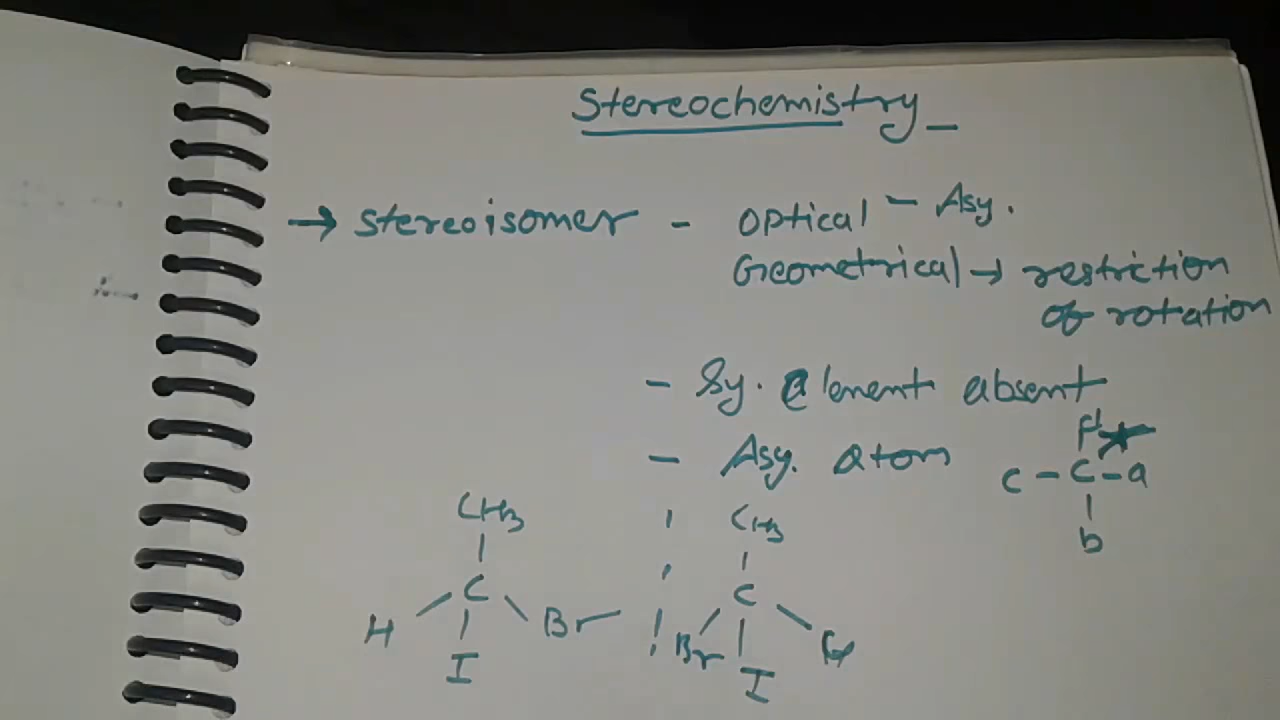 Stereochemistry
→ stereoisomer - Optical - Asy.
Geometrical → restriction
of rotation
- Sy. element absent
- Asy. atom
c - C - a
b
CH3 CH3
C C
H Br Br
I I